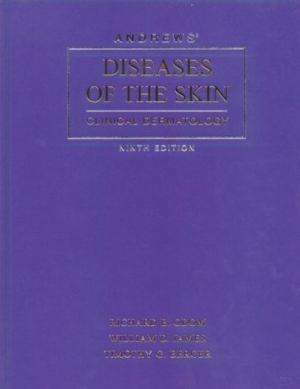 ANDREWS'
DISEASES
OF THE SKIN
CLINICAL DERMATOLOGY
NINTH EDITION
RICHARD B. ODOM
WILLIAM D. JAMES
TIMOTHY G. BERGER